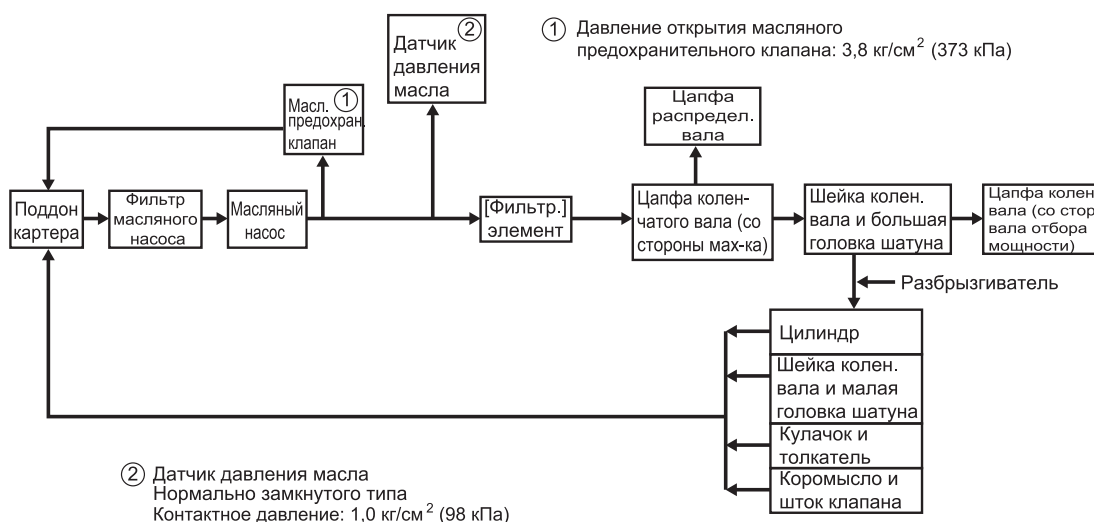 ① Давление открытия масляного
предохранительного клапана: 3,8 кг/см² (373 кПа)
Датчик ②
давления
масла
Масл. ①
предохран.
клапан
Цапфа
распредел.
вала
Поддон
картера
Фильтр
масляного
насоса
Масляный
насос
[Фильтр.]
элемент
Цапфа колен-
чатого вала (со
стороны мах-ка)
Шейка колен.
вала и большая
головка шатуна
Цапфа колен
вала (со стор
вала отбора
мощности)
Разбрызгиватель
Цилиндр
Шейка колен.
вала и малая
головка шатуна
Кулачок и
толкатель
Коромысло и
шток клапана
② Датчик давления масла
Нормально замкнутого типа
Контактное давление: 1,0 кг/см² (98 кПа)